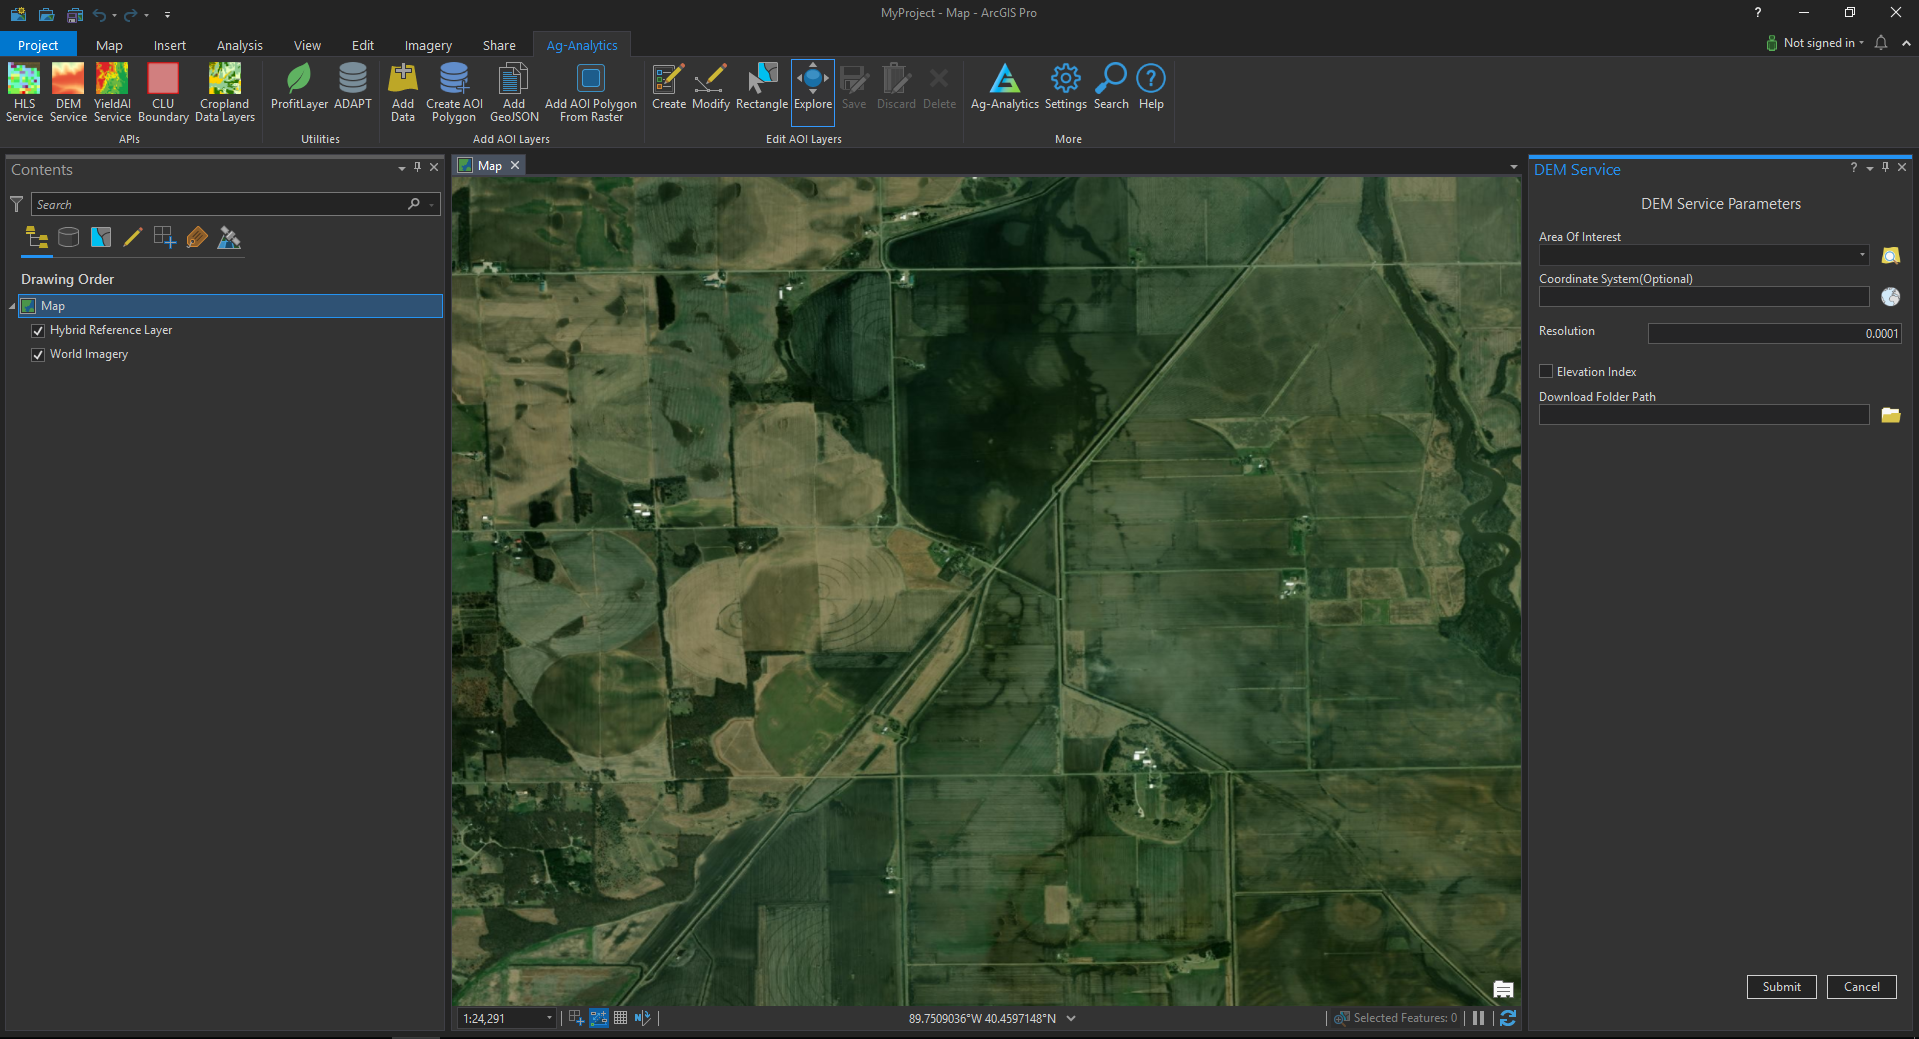 MyProject - Map - ArcGIS Pro
?
Project Map Insert Analysis View Edit Imagery Share Ag-Analytics
Not signed in
HLS Service
DEM Service
YieldAI Service
CLU Boundary
Cropland Data Layers
APIs
ProfitLayer
ADAPT
Utilities
Add Data
Create AOI Polygon
Add GeoJSON
Add AOI Polygon From Raster
Add AOI Layers
Create
Modify
Rectangle
Explore
Save
Discard
Delete
Edit AOI Layers
Ag-Analytics
Settings
Search
Help
More
Contents
Search
Drawing Order
Map
Hybrid Reference Layer
World Imagery
Map
1:24,291
89.7509036°W 40.4597148°N
Selected Features: 0
DEM Service
?
DEM Service Parameters
Area Of Interest
Coordinate System(Optional)
Resolution
0.0001
Elevation Index
Download Folder Path
Submit
Cancel